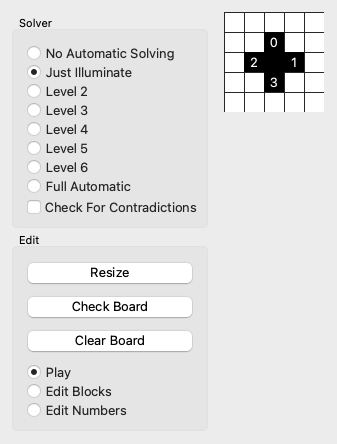 Solver
No Automatic Solving
Just Illuminate
Level 2
Level 3
Level 4
Level 5
Level 6
Full Automatic
Check For Contradictions
Edit
Resize
Check Board
Clear Board
Play
Edit Blocks
Edit Numbers
0
2 1
3